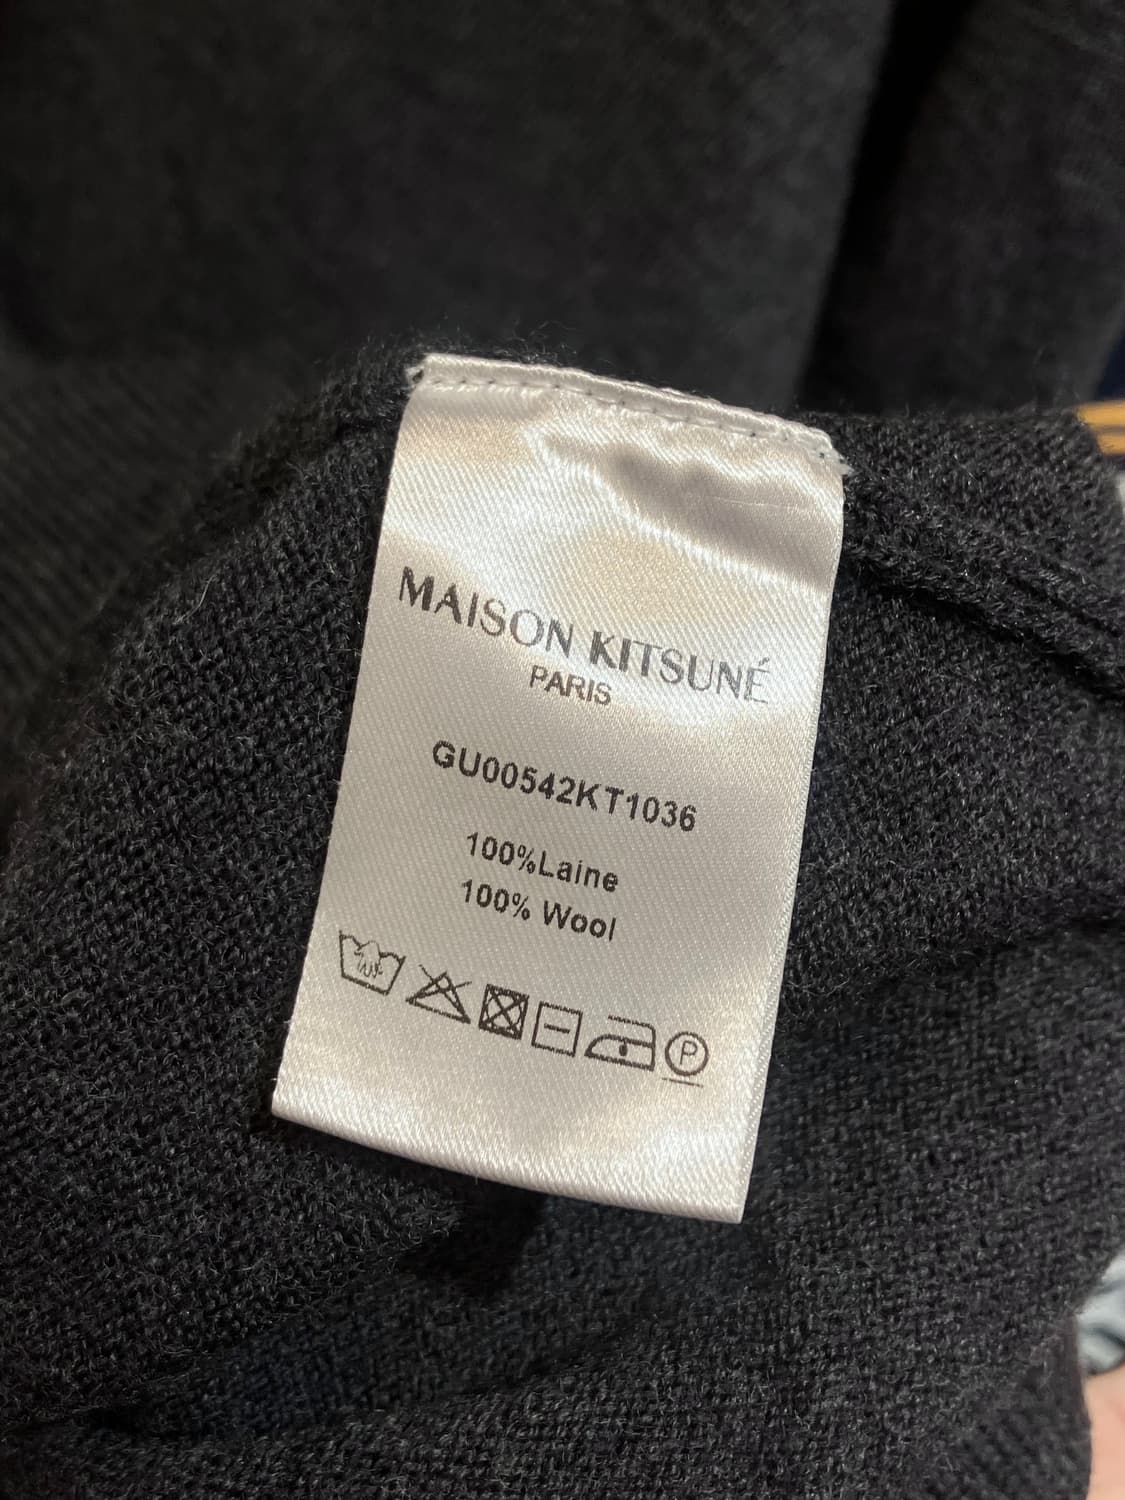 MAISON KITSUNÉ
PARIS
GU00542KT1036
100%Laine
100% Wool
P